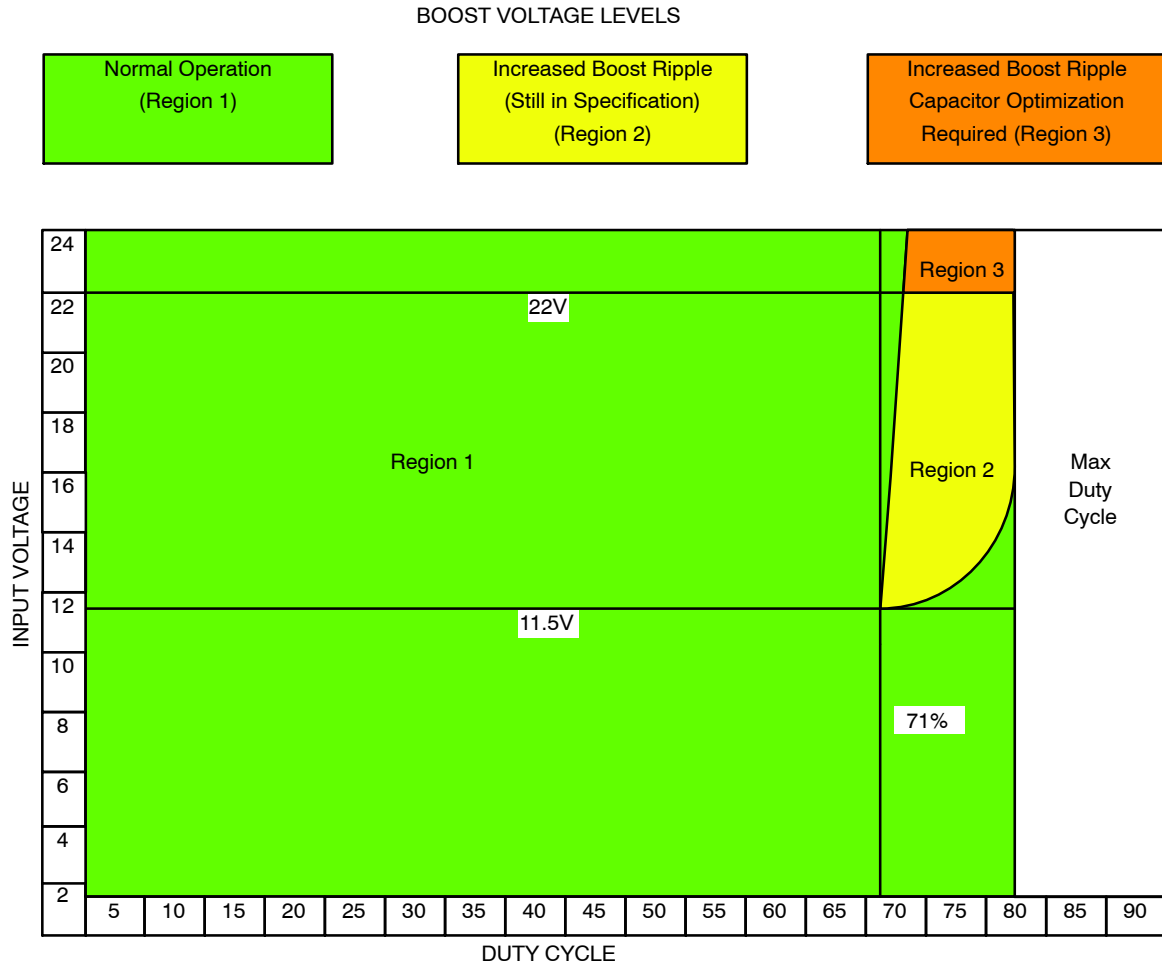 BOOST VOLTAGE LEVELS
Normal Operation
(Region 1)
Increased Boost Ripple
(Still in Specification)
(Region 2)
Increased Boost Ripple
Capacitor Optimization
Required (Region 3)
24
22
20
18
16
14
12
10
8
6
4
2
INPUT VOLTAGE
Region 3
22V
Region 1
Region 2
Max
Duty
Cycle
11.5V
71%
5 10 15 20 25 30 35 40 45 50 55 60 65 70 75 80 85 90
DUTY CYCLE